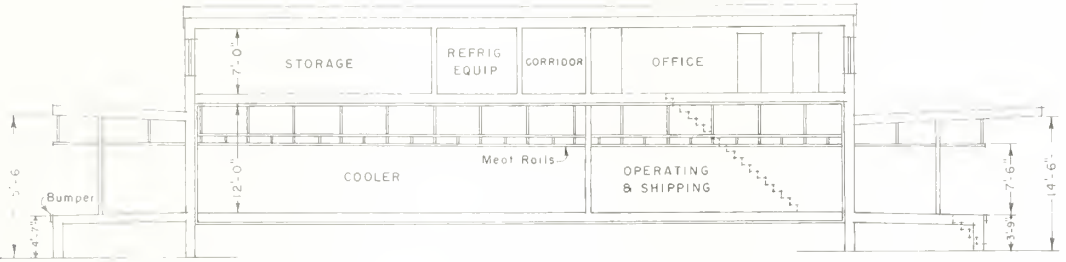 7'-0"
STORAGE
REFRIG
EQUIP
CORRIDOR
OFFICE
Meat Rails
12'-0"
COOLER
OPERATING
& SHIPPING
Bumper
4'-7"
7'-6"
14'-6"
3'-9"